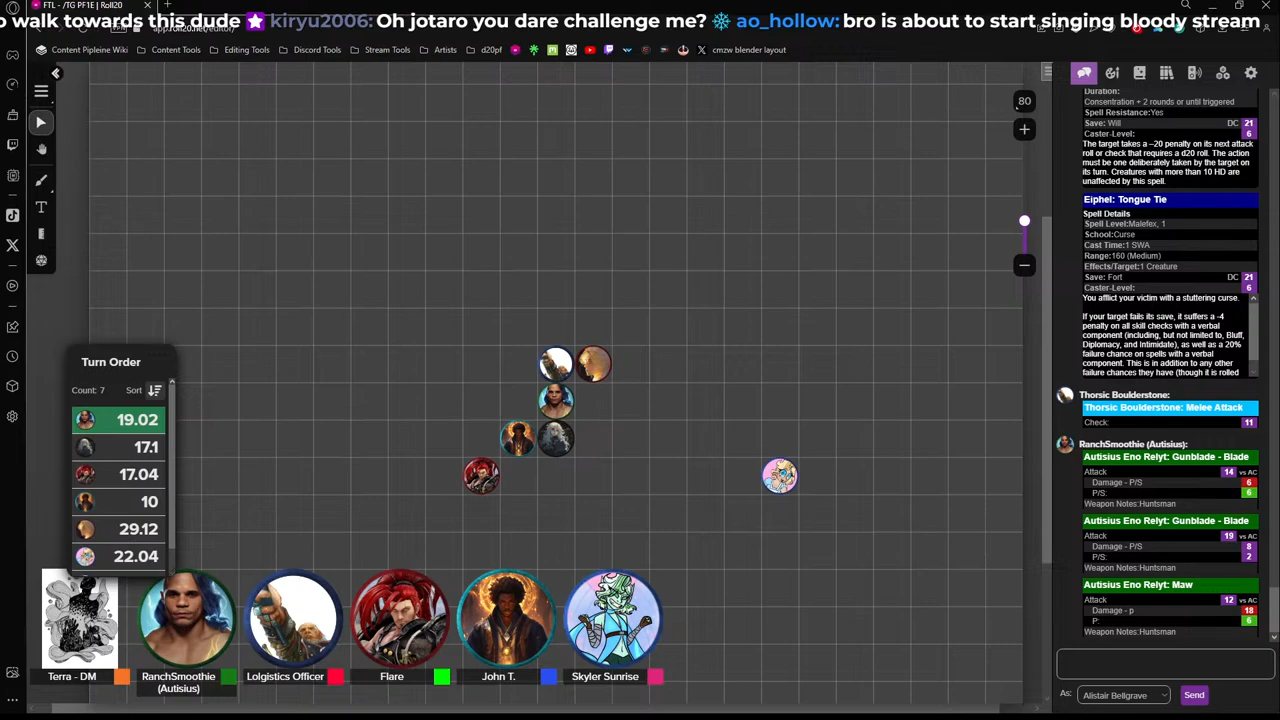 FTL - /TG PF1E | Roll20
o walk towards this dude kiryu2006: Oh jotaro you dare challenge me? ao_hollow: bro is about to start singing bloody stream
app.roll20.net/editor/
Content Pipleine Wiki
Content Tools
Editing Tools
Discord Tools
Stream Tools
Artists
d20pf
cmzw blender layout
80
Turn Order
Count: 7
Sort
19.02
17.1
17.04
10
29.12
22.04
Terra - DM
RanchSmoothie
(Autisius)
Lolgistics Officer
Flare
John T.
Skyler Sunrise
Duration:
Concentration + 2 rounds or until triggered
Spell Resistance:Yes
Save: Will DC 21
Caster-Level: 6
The target takes a –20 penalty on its next attack
roll or check that requires a d20 roll. The action
must be one deliberately taken by the target on
its turn. Creatures with more than 10 HD are
unaffected by this spell.
Eiphel: Tongue Tie
Spell Details
Spell Level:Malefex, 1
School:Curse
Cast Time:1 SWA
Range:160 (Medium)
Effects/Target:1 Creature
Save: Fort DC 21
Caster-Level: 6
You afflict your victim with a stuttering curse.
If your target fails its save, it suffers a -4
penalty on all skill checks with a verbal
component (including, but not limited to, Bluff,
Diplomacy, and Intimidate), as well as a 20%
failure chance on spells with a verbal
component. This is in addition to any other
failure chances they have (though it is rolled
Thorsic Boulderstone:
Thorsic Boulderstone: Melee Attack
Check: 11
RanchSmoothie (Autisius):
Autisius Eno Relyt: Gunblade - Blade
Attack 14 vs AC
Damage - P/S 6
P/S: 6
Weapon Notes:Huntsman
Autisius Eno Relyt: Gunblade - Blade
Attack 19 vs AC
Damage - P/S 8
P/S: 2
Weapon Notes:Huntsman
Autisius Eno Relyt: Maw
Attack 12 vs AC
Damage - p 18
P: 6
Weapon Notes:Huntsman
As: Alistair Bellgrave
Send